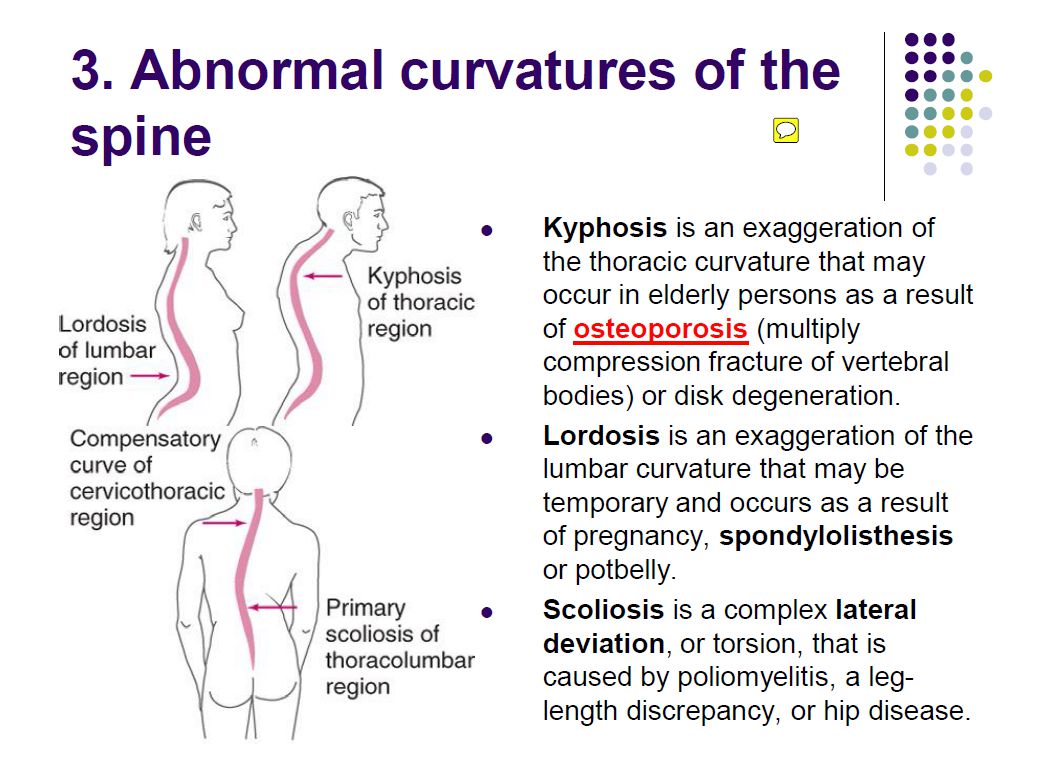 3. Abnormal curvatures of the
spine
Lordosis
of lumbar
region
Kyphosis
of thoracic
region
Compensatory
curve of
cervicothoracic
region
Primary
scoliosis of
thoracolumbar
region
● Kyphosis is an exaggeration of
the thoracic curvature that may
occur in elderly persons as a result
of osteoporosis (multiply
compression fracture of vertebral
bodies) or disk degeneration.
● Lordosis is an exaggeration of the
lumbar curvature that may be
temporary and occurs as a result
of pregnancy, spondylolisthesis
or potbelly.
● Scoliosis is a complex lateral
deviation, or torsion, that is
caused by poliomyelitis, a leg-
length discrepancy, or hip disease.